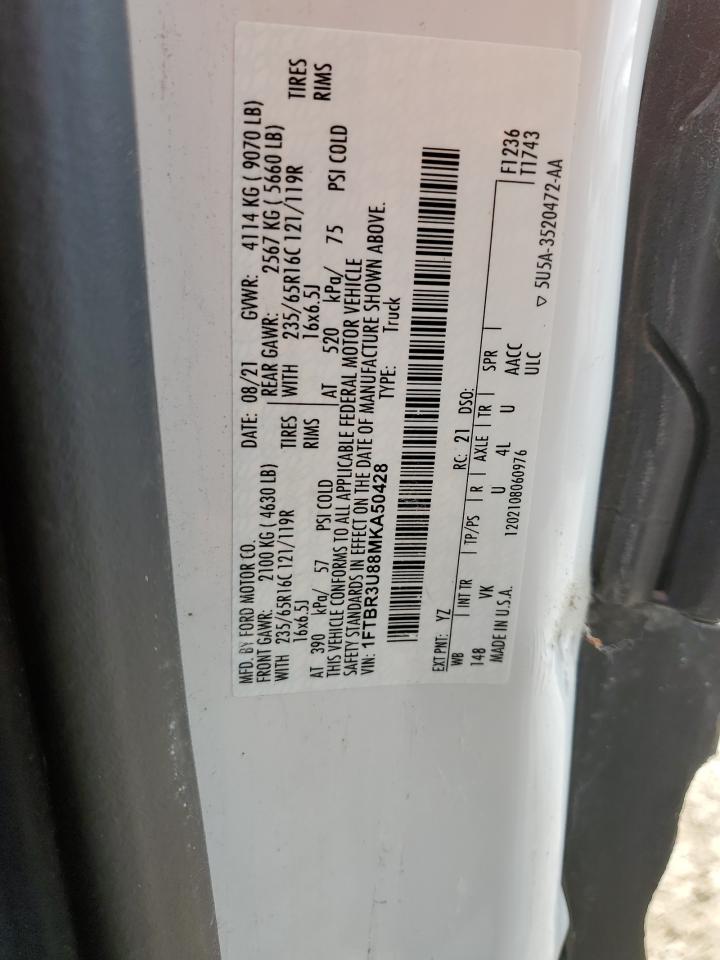 MFD. BY FORD MOTOR CO. DATE: 08/21 GVWR: 4114 KG ( 9070 LB)
FRONT GAWR: 2100 KG ( 4630 LB) REAR GAWR: 2567 KG ( 5660 LB)
WITH 235/65R16C 121/119R TIRES WITH 235/65R16C 121/119R TIRES
16x6.5J RIMS 16x6.5J RIMS
AT 390 kPa/ 57 PSI COLD AT 520 kPa/ 75 PSI COLD
THIS VEHICLE CONFORMS TO ALL APPLICABLE FEDERAL MOTOR VEHICLE
SAFETY STANDARDS IN EFFECT ON THE DATE OF MANUFACTURE SHOWN ABOVE.
VIN: 1FTBR3U88MKA50428 TYPE: Truck
EXT PNT: YZ RC: 21 DSO:
WB INT TR TP/PS R AXLE TR SPR
148 VK U 4L U AACC F1236
MADE IN U.S.A. 1202108060976 ULC T1743
▽ 5U5A-3520472-AA